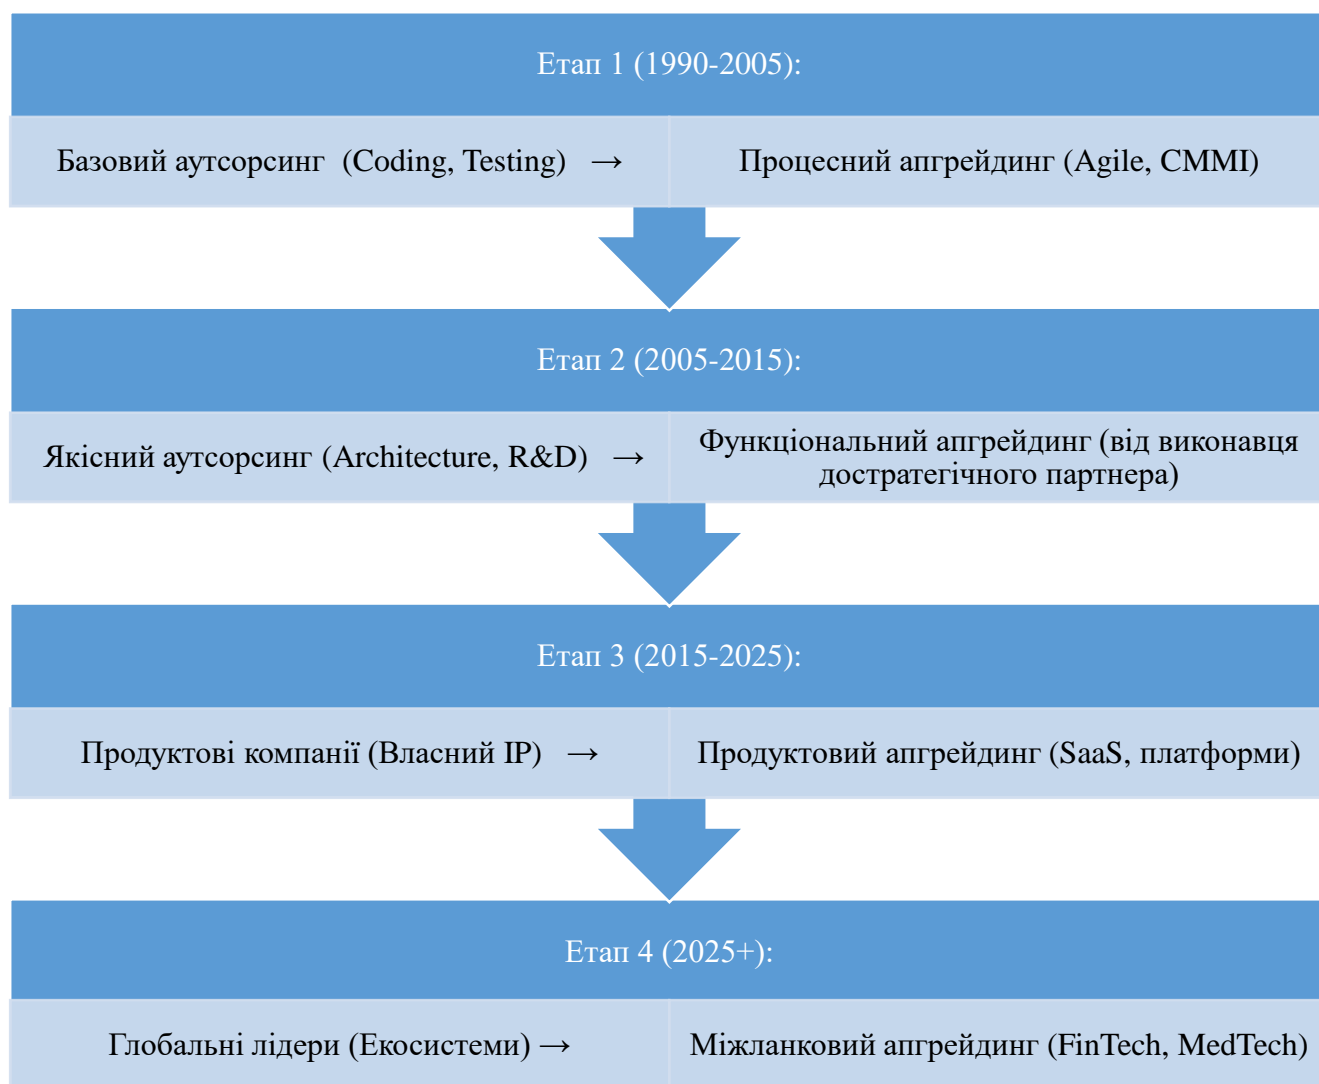 Етап 1 (1990-2005):
Базовий аутсорсинг (Coding, Testing) →
Процесний апгрейдинг (Agile, CMMI)
Етап 2 (2005-2015):
Якісний аутсорсинг (Architecture, R&D) →
Функціональний апгрейдинг (від виконавця
достратегічного партнера)
Етап 3 (2015-2025):
Продуктові компанії (Власний IP) →
Продуктовий апгрейдинг (SaaS, платформи)
Етап 4 (2025+):
Глобальні лідери (Екосистеми) →
Міжланковий апгрейдинг (FinTech, MedTech)